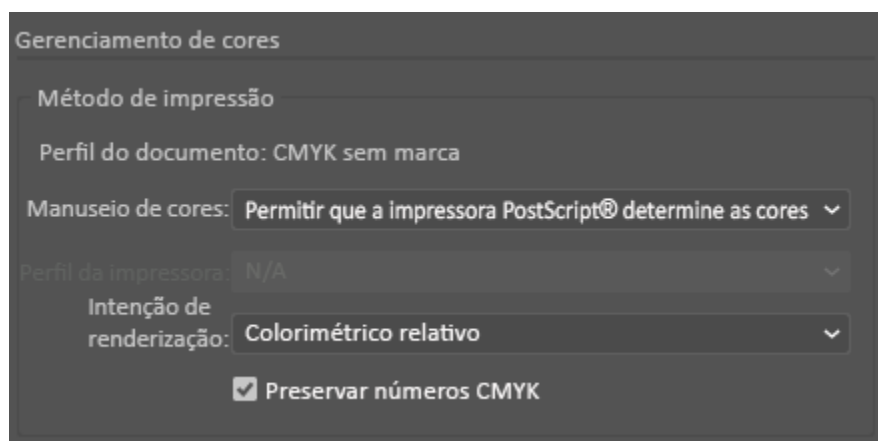 Gerenciamento de cores
Método de impressão
Perfil do documento: CMYK sem marca
Manuseio de cores: Permitir que a impressora PostScript® determine as cores
Perfil da impressora: N/A
Intenção de
renderização: Colorimétrico relativo
Preservar números CMYK